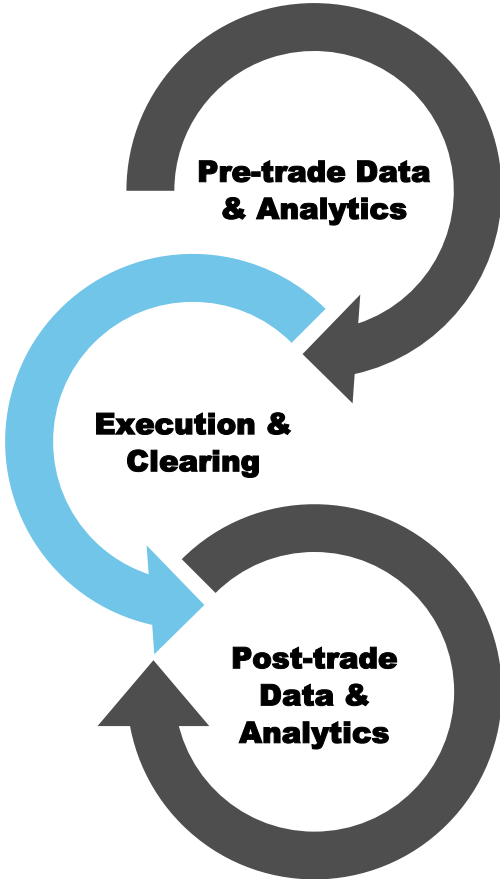 Pre-trade Data
& Analytics
Execution &
Clearing
Post-trade
Data &
Analytics